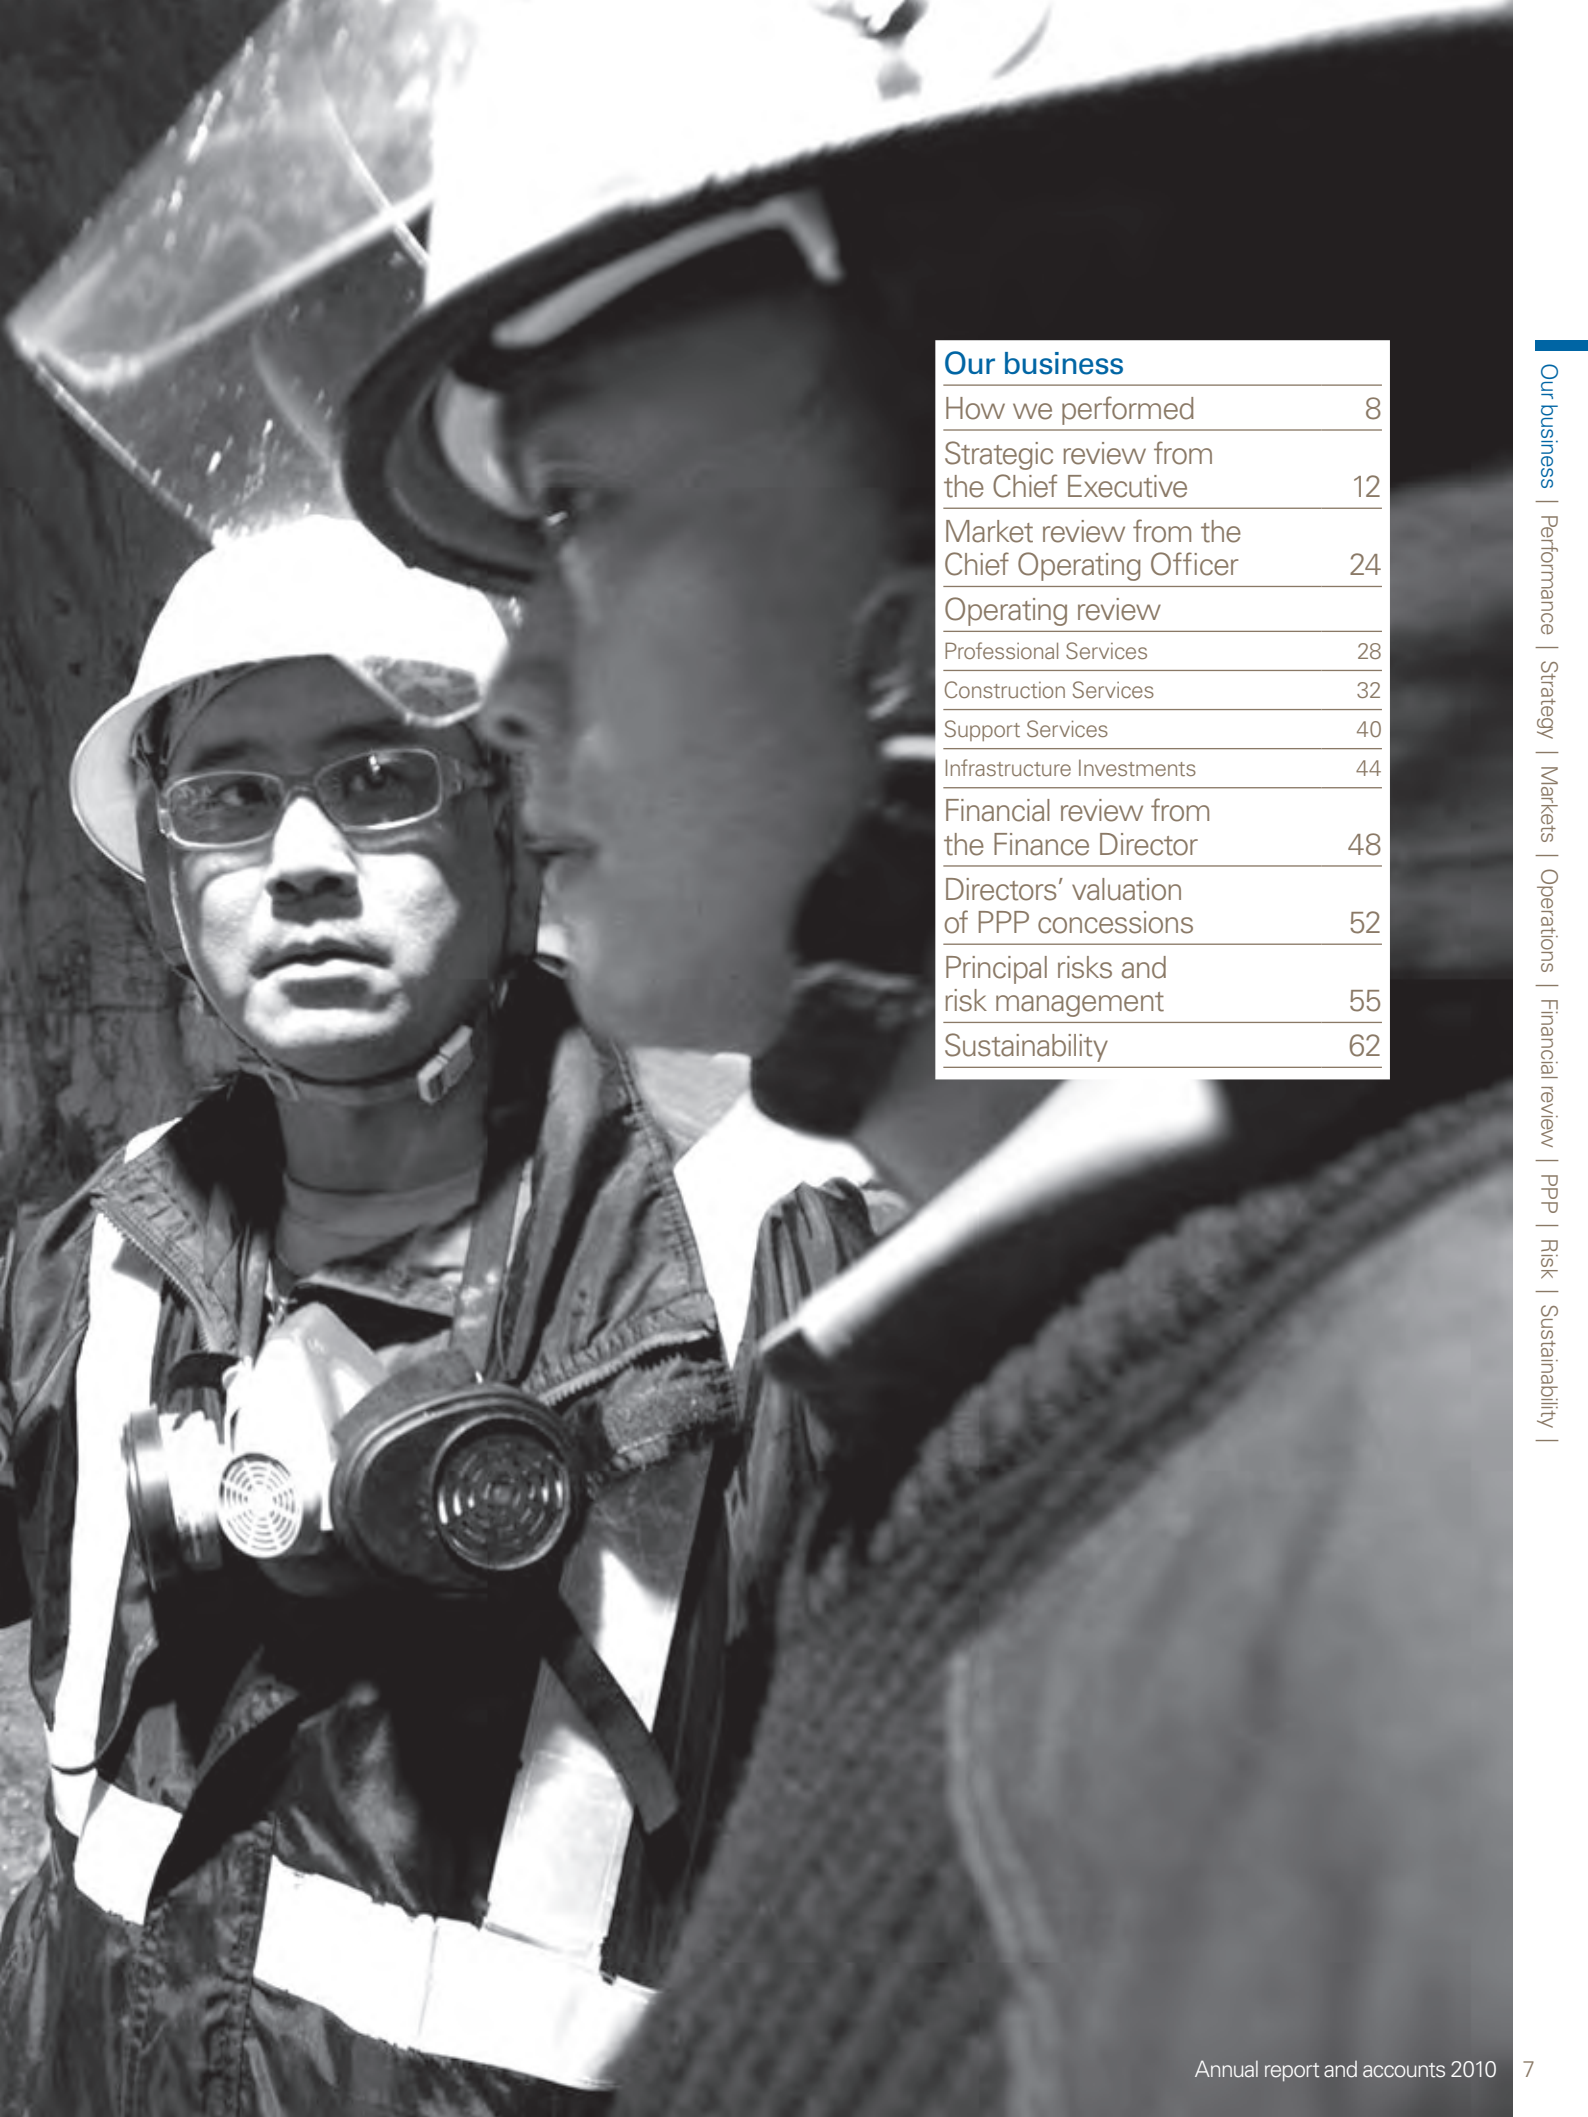 Our business
How we performed 8
Strategic review from
the Chief Executive 12
Market review from the
Chief Operating Officer 24
Operating review
Professional Services 28
Construction Services 32
Support Services 40
Infrastructure Investments 44
Financial review from
the Finance Director 48
Directors’ valuation
of PPP concessions 52
Principal risks and
risk management 55
Sustainability 62
Our business | Performance | Strategy | Markets | Operations | Financial review | PPP | Risk | Sustainability |
Annual report and accounts 2010 7